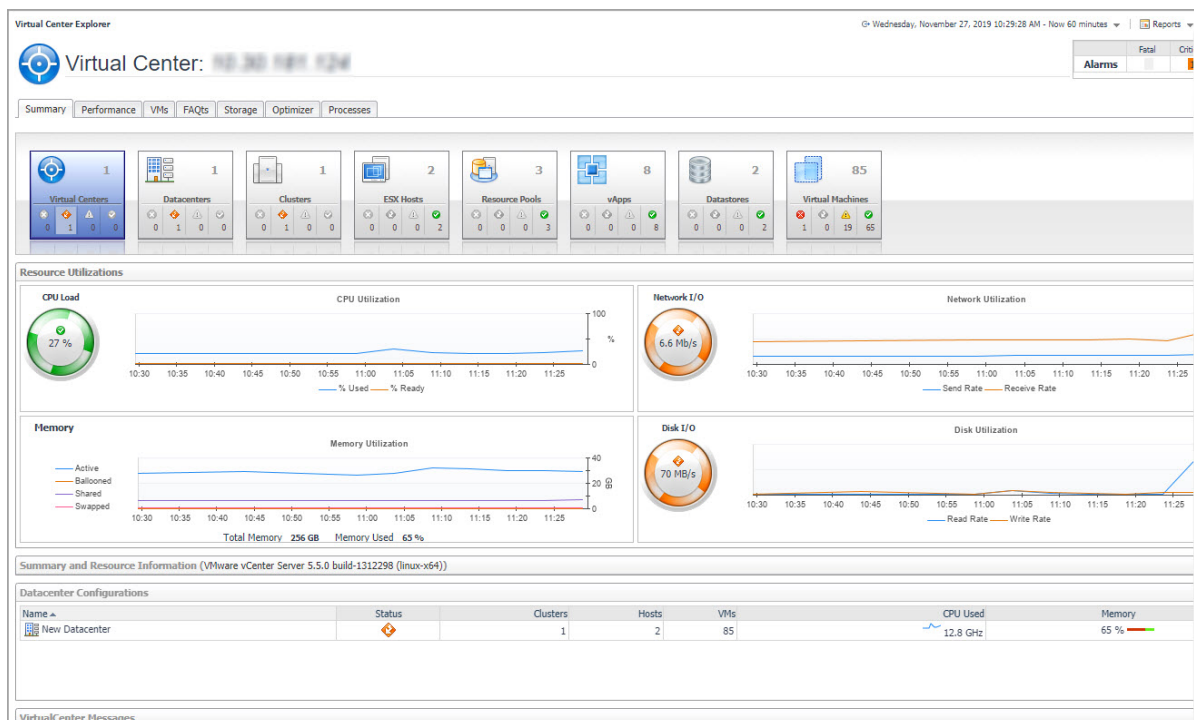 Virtual Center Explorer
Wednesday, November 27, 2019 10:29:28 AM - Now 60 minutes | Reports
Virtual Center:
Fatal Criti
Alarms 1
Summary Performance VMs FAQts Storage Optimizer Processes
1 1 1 2 3 8 2 85
Virtual Centers Datacenters Clusters ESX Hosts Resource Pools vApps Datastores Virtual Machines
0 1 0 0 0 1 0 0 0 1 0 0 0 0 0 2 0 0 0 3 0 0 0 8 0 0 0 2 1 0 19 65
Resource Utilizations
CPU Load
CPU Utilization
27 %
100
%
0
10:30 10:35 10:40 10:45 10:50 10:55 11:00 11:05 11:10 11:15 11:20 11:25
% Used % Ready
Network I/O
Network Utilization
6.6 Mb/s
10:30 10:35 10:40 10:45 10:50 10:55 11:00 11:05 11:10 11:15 11:20 11:25
Send Rate Receive Rate
Memory
Memory Utilization
Active
Ballooned
Shared
Swapped
40
20
GB
0
10:30 10:35 10:40 10:45 10:50 10:55 11:00 11:05 11:10 11:15 11:20 11:25
Total Memory 256 GB Memory Used 65 %
Disk I/O
Disk Utilization
70 MB/s
10:30 10:35 10:40 10:45 10:50 10:55 11:00 11:05 11:10 11:15 11:20 11:25
Read Rate Write Rate
Summary and Resource Information (VMware vCenter Server 5.5.0 build-1312298 (linux-x64))
Datacenter Configurations
Name Status Clusters Hosts VMs CPU Used Memory
New Datacenter 1 2 85 12.8 GHz 65 %
VirtualCenter Messages